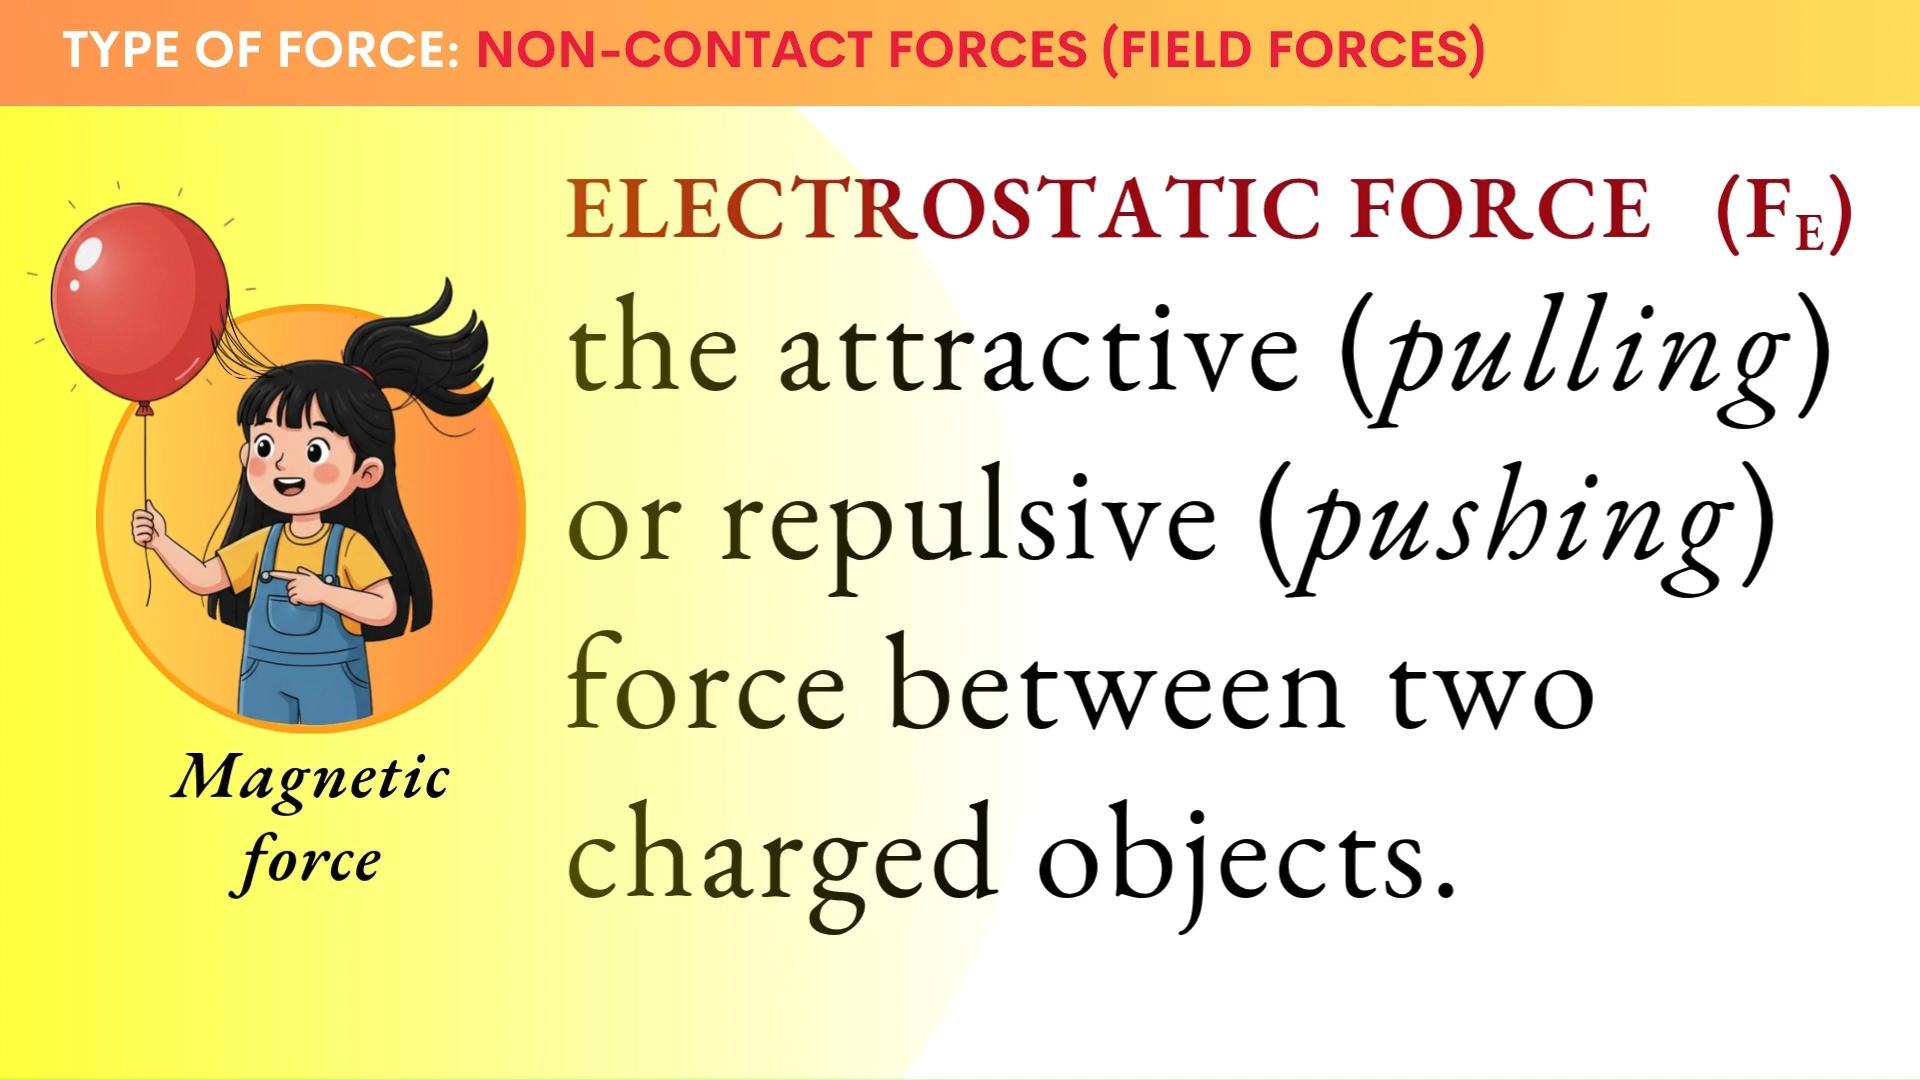 TYPE OF FORCE: NON-CONTACT FORCES (FIELD FORCES)
ELECTROSTATIC FORCE (FE)
the attractive (pulling)
or repulsive (pushing)
force between two
charged objects.
Magnetic
force